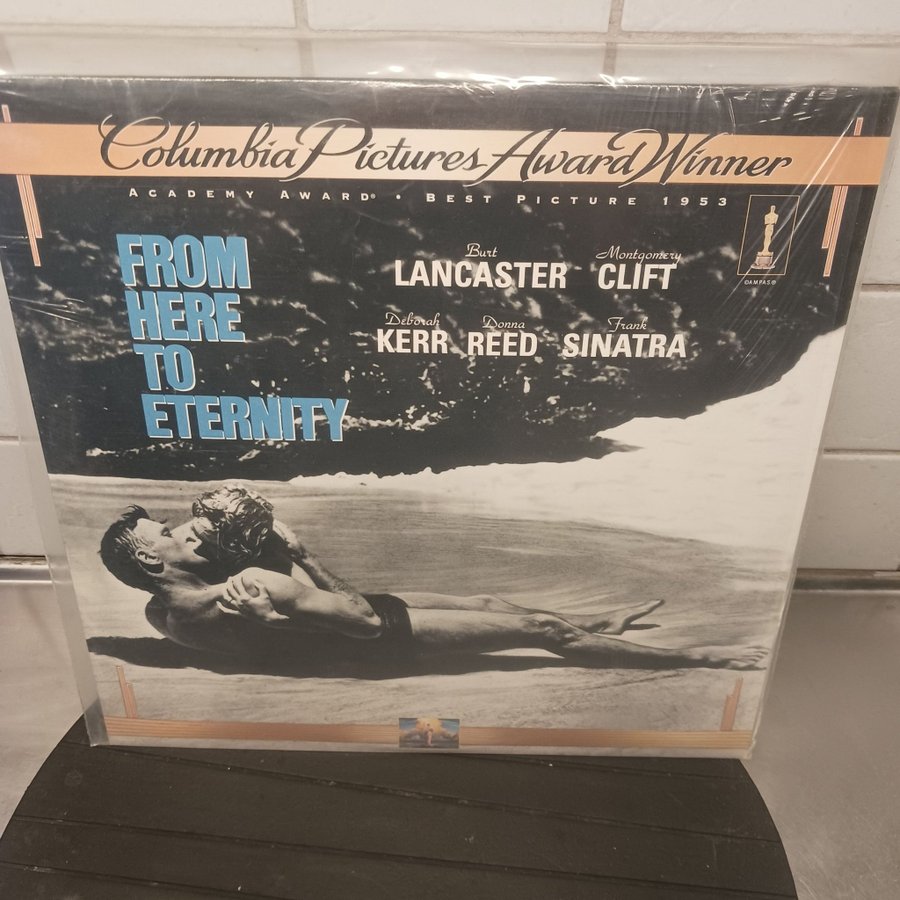 Columbia Pictures Award Winner
ACADEMY AWARD® • BEST PICTURE 1953
FROM
HERE
TO
ETERNITY
Burt Montgomery
LANCASTER CLIFT
Deborah Donna Frank
KERR REED SINATRA
©AMPAS®